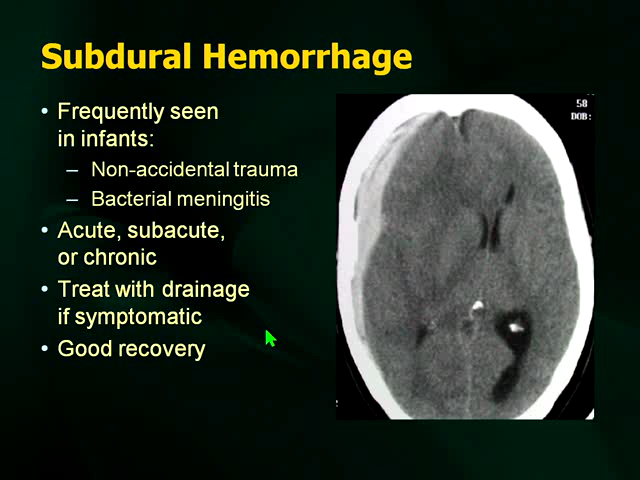 Subdural Hemorrhage
• Frequently seen
in infants:
– Non-accidental trauma
– Bacterial meningitis
• Acute, subacute,
or chronic
• Treat with drainage
if symptomatic
• Good recovery
58
DOB: